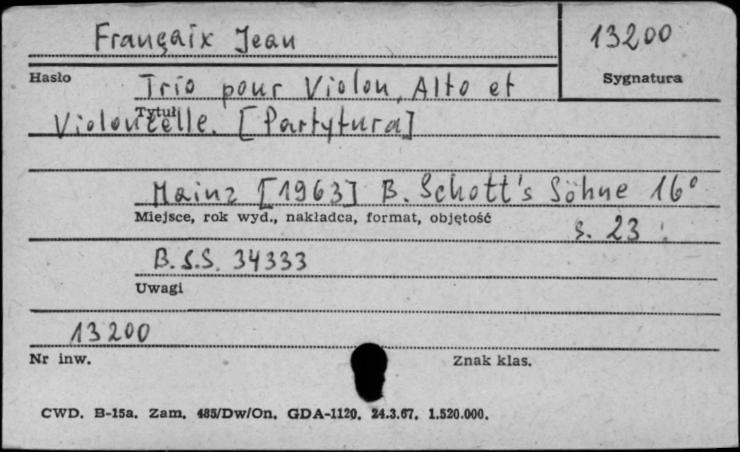 Françaix Jean
13200
Hasło
Sygnatura
Trio pour Violon, Alto et
Tytuł
Violoncelle. [Partytura]
Mainz [1963] B. Schott's Söhne 16°
Miejsce, rok wyd., nakładca, format, objętość
s. 23.
B.S.S. 34333
Uwagi
13200
Nr inw.
Znak klas.
CWD. B-15a. Zam. 485/Dw/On. GDA-1120. 24.3.67. 1.520.000.